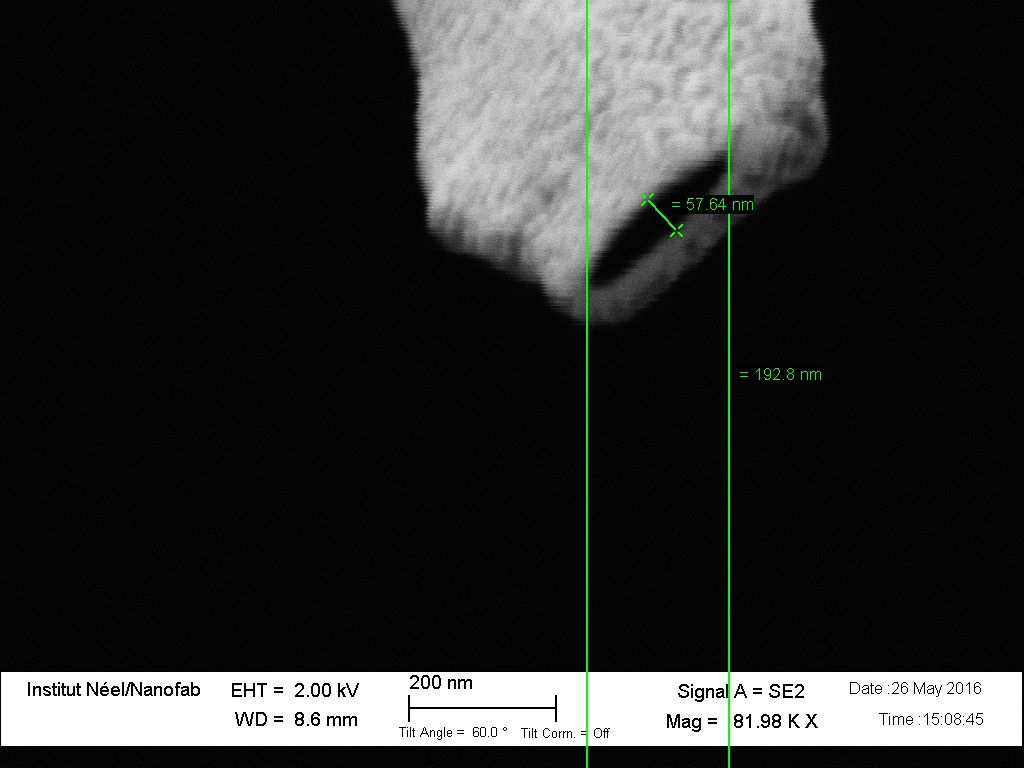 = 57.64 nm
= 192.8 nm
Institut Néel/Nanofab
EHT = 2.00 kV
WD = 8.6 mm
200 nm
Tilt Angle = 60.0 ° Tilt Corrn. = Off
Signal A = SE2
Mag = 81.98 K X
Date :26 May 2016
Time :15:08:45